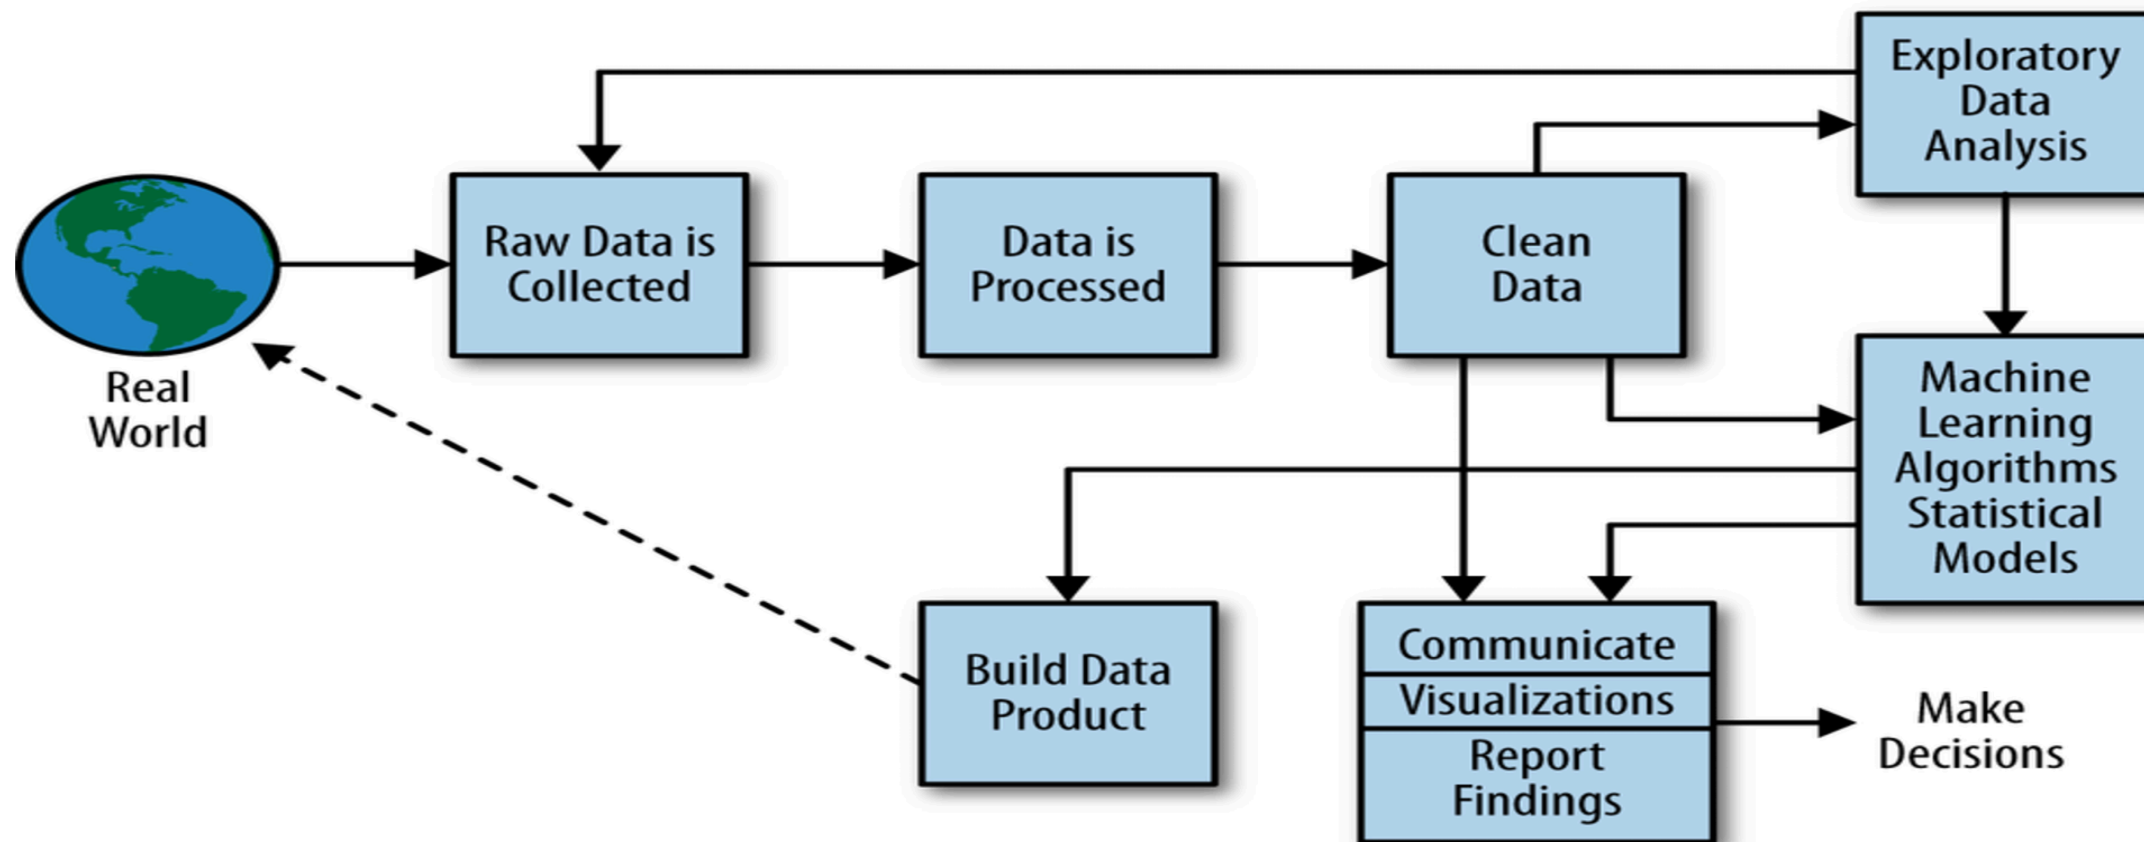 Exploratory
Data
Analysis
Raw Data is
Collected
Data is
Processed
Clean
Data
Real
World
Machine
Learning
Algorithms
Statistical
Models
Build Data
Product
Communicate
Visualizations
Report
Findings
Make
Decisions